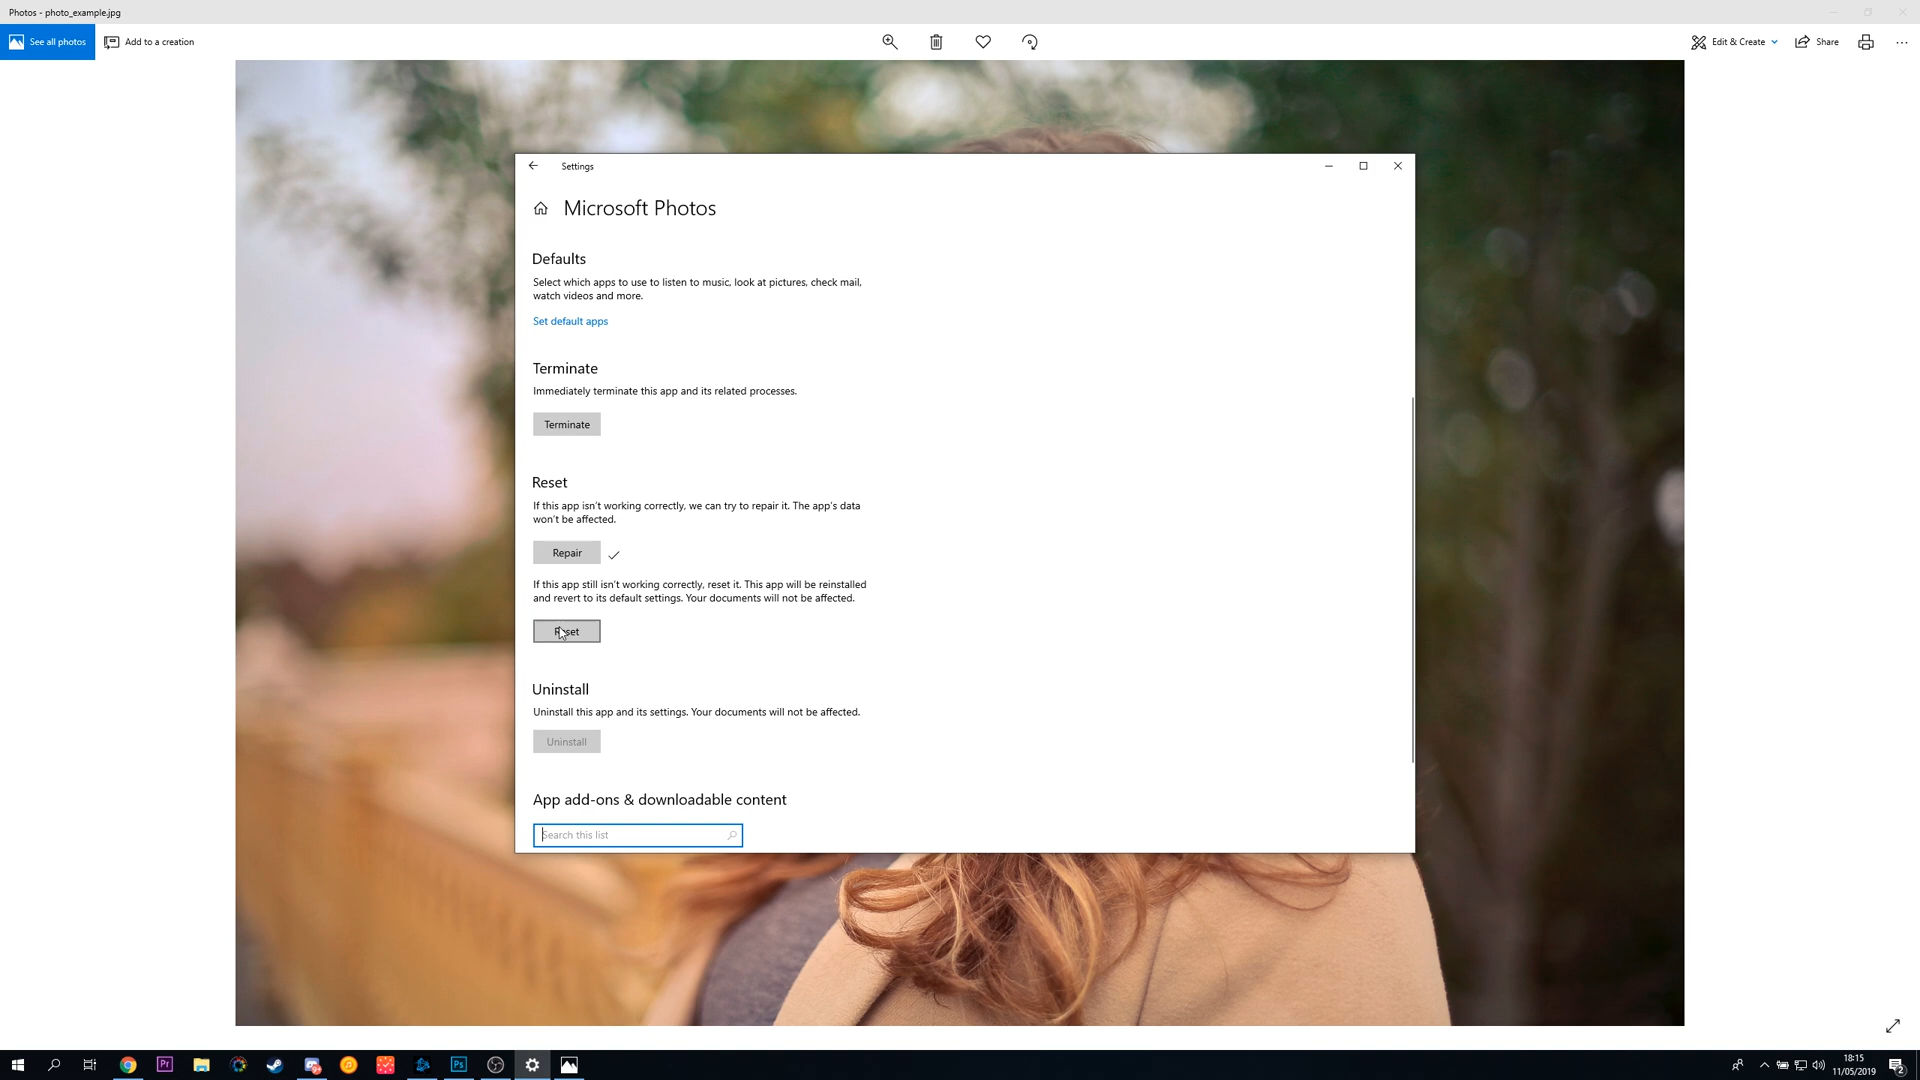 Photos - photo_example.jpg
See all photos
Add to a creation
Edit & Create
Share
Settings
Microsoft Photos
Defaults
Select which apps to use to listen to music, look at pictures, check mail,
watch videos and more.
Set default apps
Terminate
Immediately terminate this app and its related processes.
Terminate
Reset
If this app isn't working correctly, we can try to repair it. The app's data
won't be affected.
Repair
If this app still isn't working correctly, reset it. This app will be reinstalled
and revert to its default settings. Your documents will not be affected.
Reset
Uninstall
Uninstall this app and its settings. Your documents will not be affected.
Uninstall
App add-ons & downloadable content
Search this list
Pr
Ps
18:15
11/05/2019
2